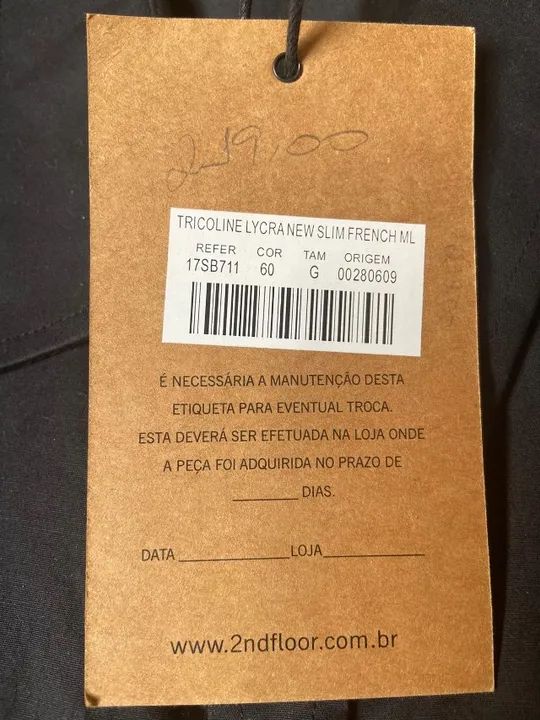 219,00
TRICOLINE LYCRA NEW SLIM FRENCH ML
REFER COR TAM ORIGEM
17SB711 60 G 00280609
É NECESSÁRIA A MANUTENÇÃO DESTA
ETIQUETA PARA EVENTUAL TROCA.
ESTA DEVERÁ SER EFETUADA NA LOJA ONDE
A PEÇA FOI ADQUIRIDA NO PRAZO DE
________ DIAS.
DATA ______________LOJA_____________
www.2ndfloor.com.br